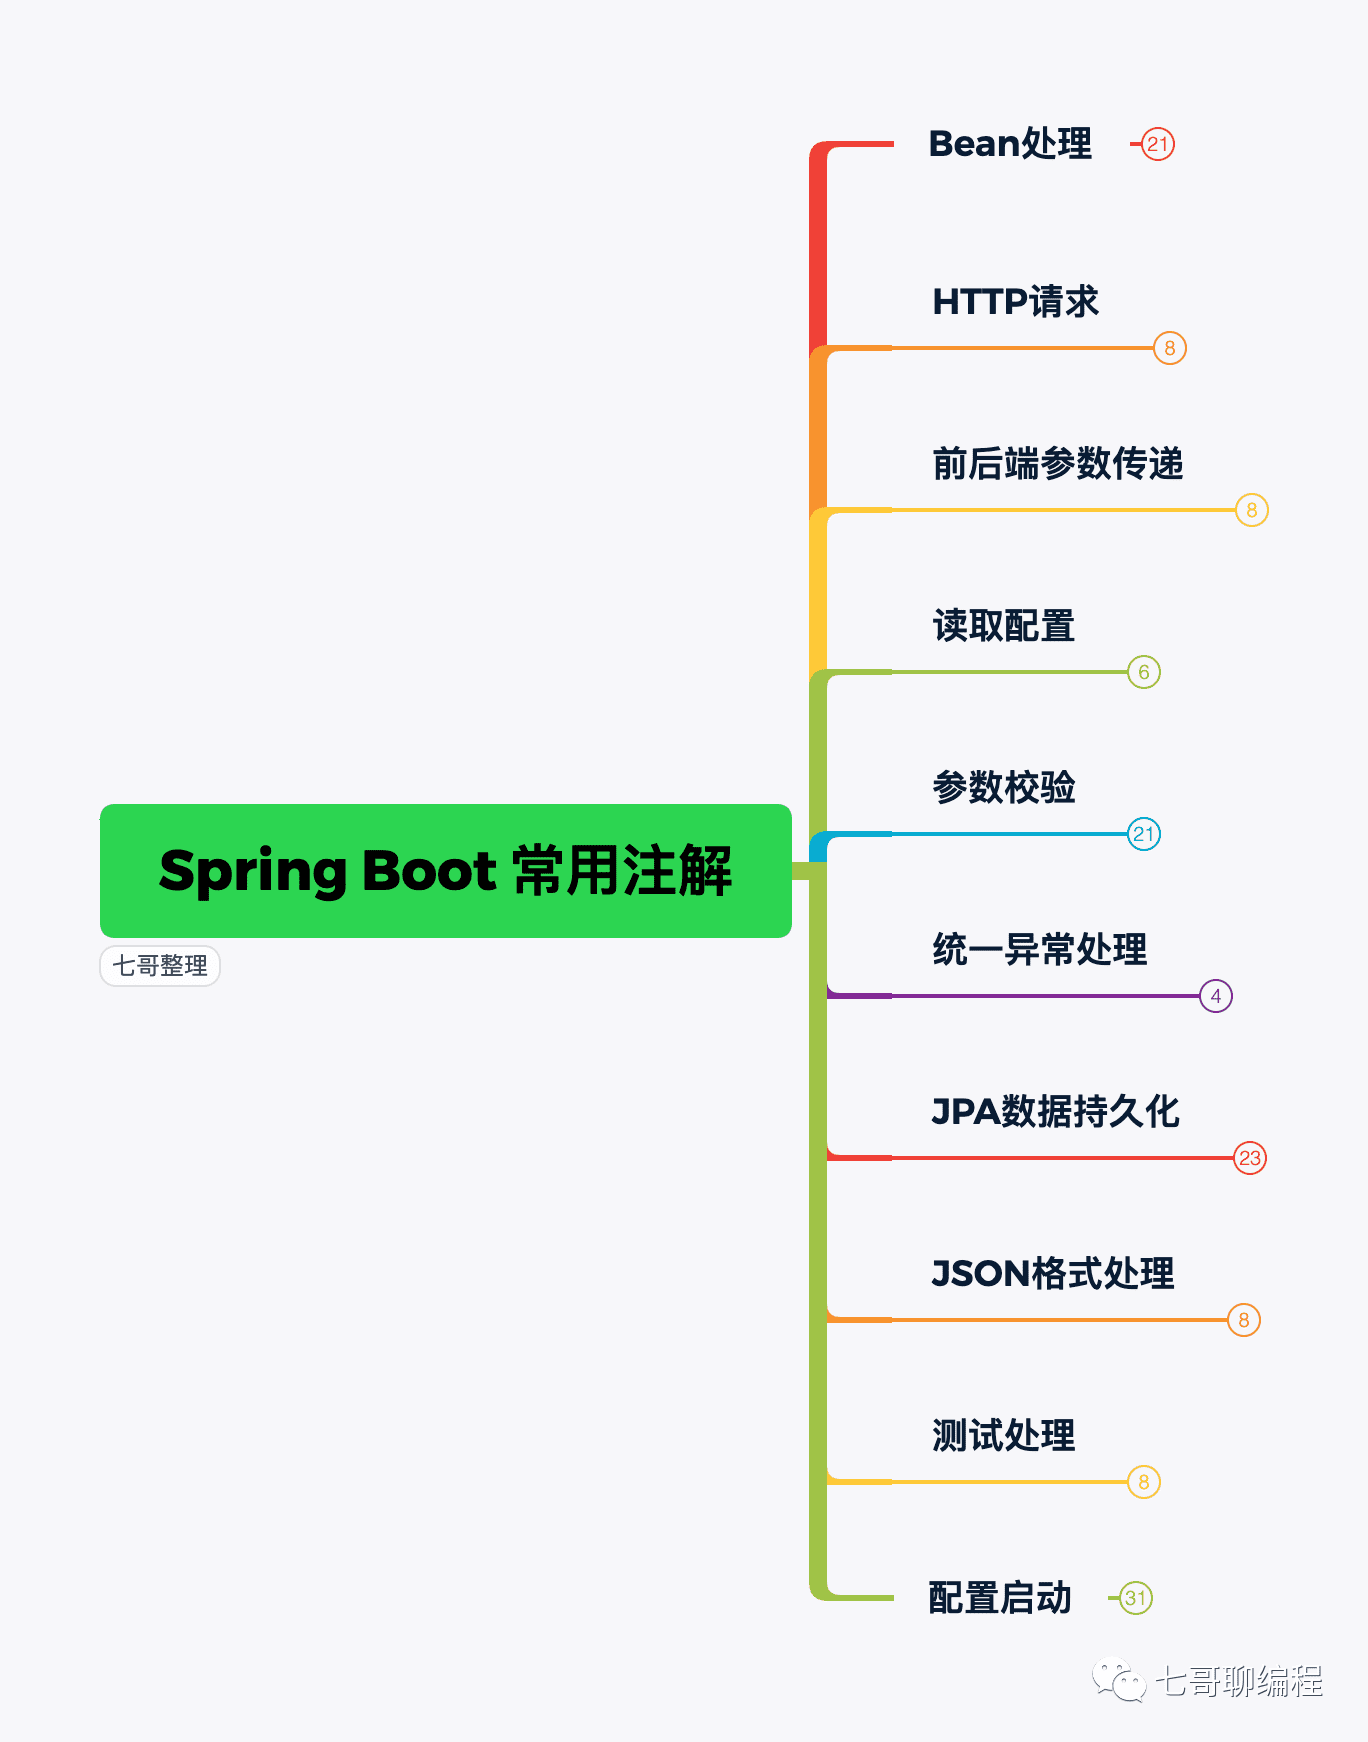 Bean处理
21
HTTP请求
8
前后端参数传递
8
读取配置
6
参数校验
21
Spring Boot 常用注解
七哥整理
统一异常处理
4
JPA数据持久化
23
JSON格式处理
8
测试处理
8
配置启动
31
七哥聊编程